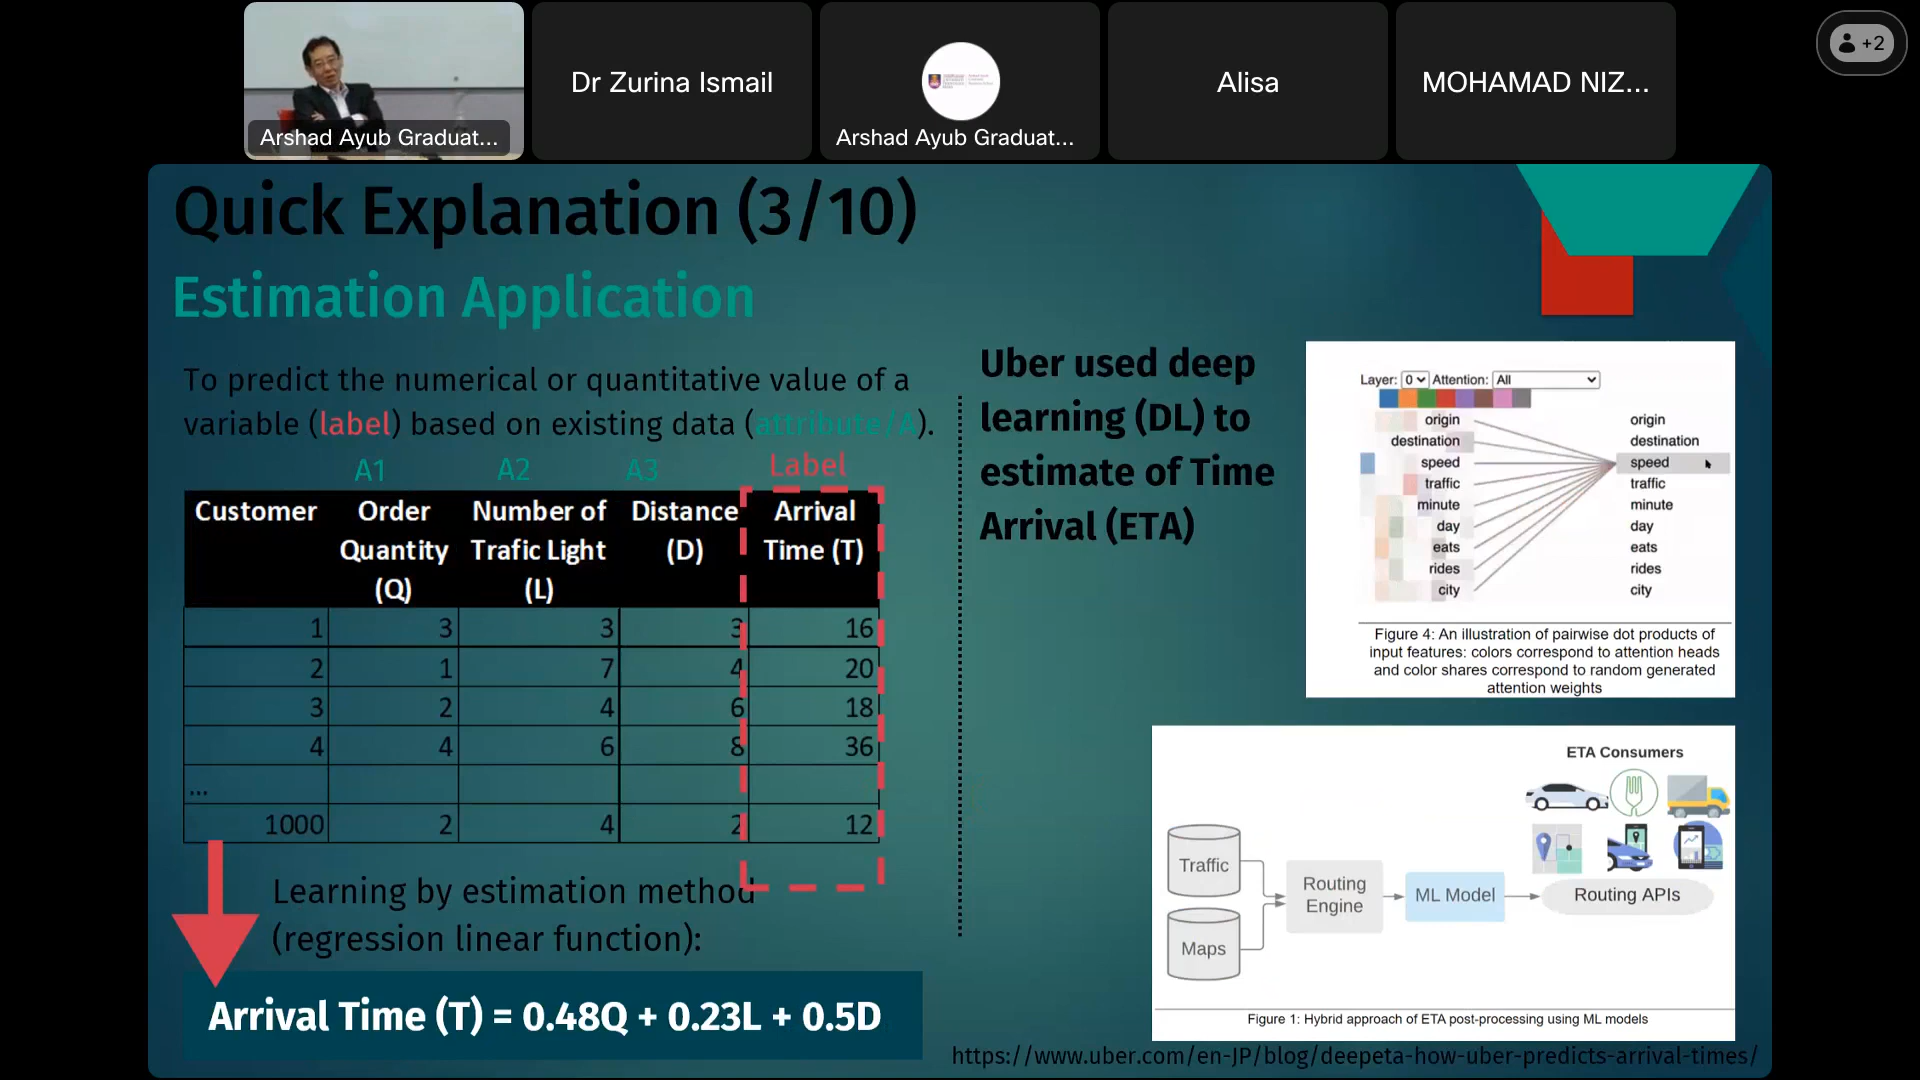 +2
Arshad Ayub Graduat...
Dr Zurina Ismail
Arshad Ayub Graduat...
Alisa
MOHAMAD NIZ...
Quick Explanation (3/10)
Estimation Application
To predict the numerical or quantitative value of a
variable (label) based on existing data (attribute/A).
A1 A2 A3 Label
Customer Order Quantity (Q) Number of Trafic Light (L) Distance (D) Arrival Time (T)
1 3 3 3 16
2 1 7 4 20
3 2 4 6 18
4 4 6 8 36
...
1000 2 4 2 12
Learning by estimation method
(regression linear function):
Arrival Time (T) = 0.48Q + 0.23L + 0.5D
Uber used deep
learning (DL) to
estimate of Time
Arrival (ETA)
Layer: 0 Attention: All
origin origin
destination destination
speed speed
traffic traffic
minute minute
day day
eats eats
rides rides
city city
Figure 4: An illustration of pairwise dot products of
input features: colors correspond to attention heads
and color shares correspond to random generated
attention weights
ETA Consumers
Traffic
Maps
Routing
Engine
ML Model
Routing APIs
Figure 1: Hybrid approach of ETA post-processing using ML models
https://www.uber.com/en-JP/blog/deepeta-how-uber-predicts-arrival-times/